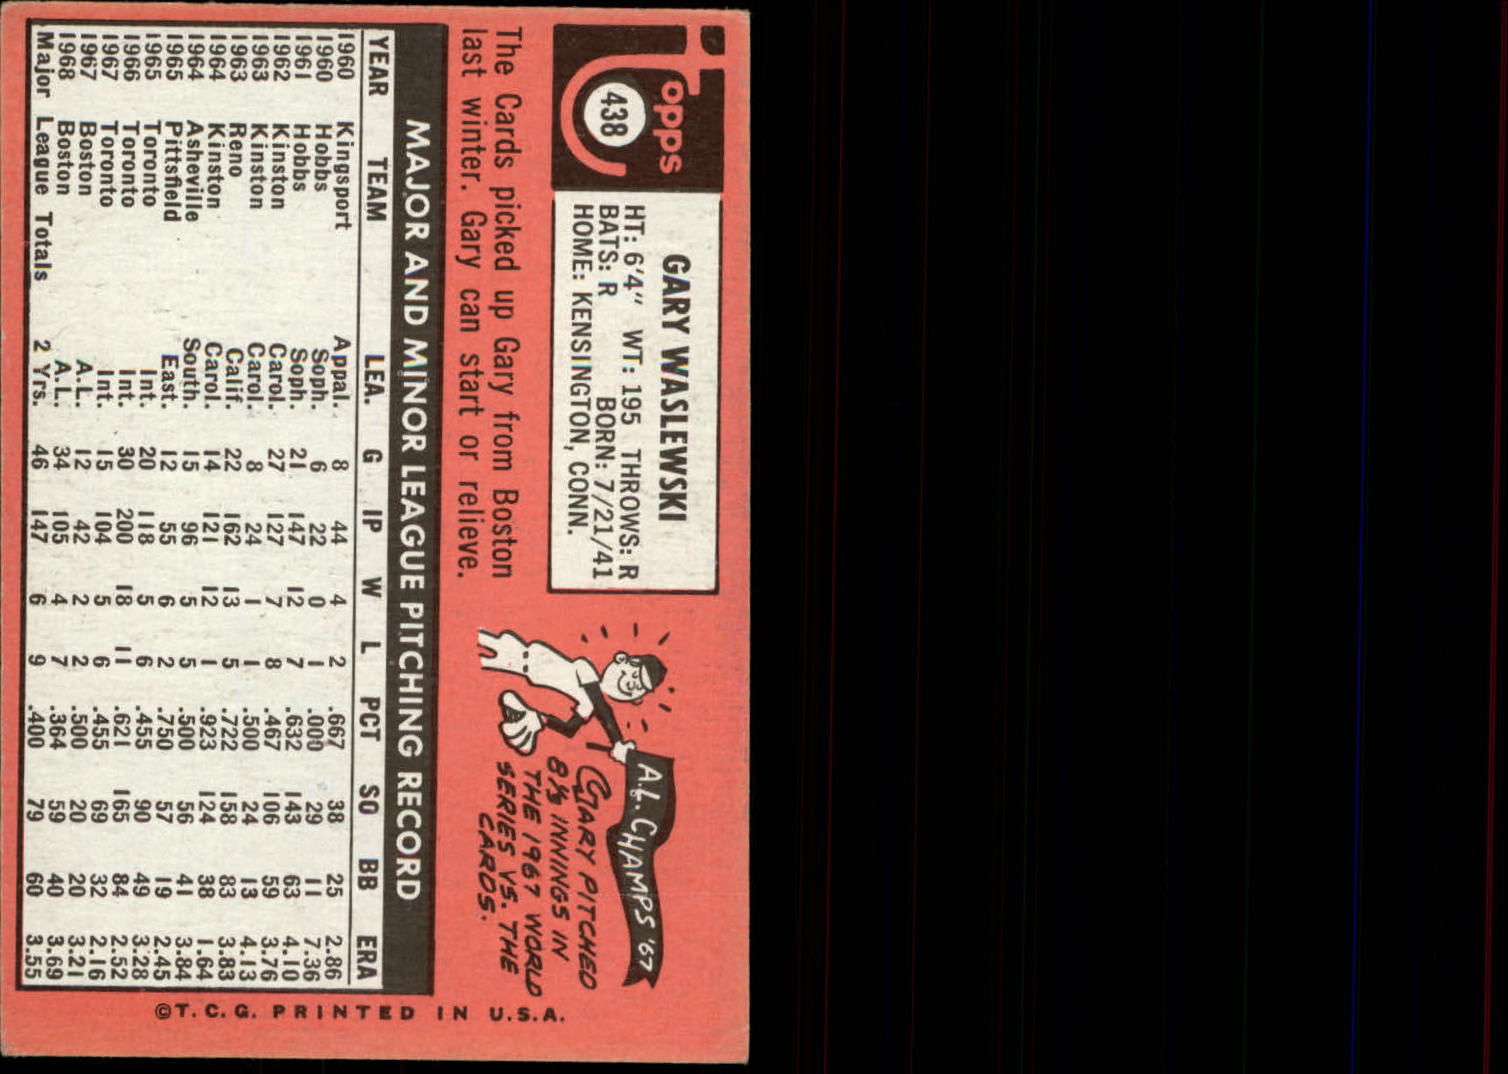 Topps
438
GARY WASLEWSKI
HT: 6'4" WT: 195 THROWS: R
BATS: R BORN: 7/21/41
HOME: KENSINGTON, CONN.
The Cards picked up Gary from Boston
last winter. Gary can start or relieve.
A.L. CHAMPS '67
GARY PITCHED
8⅓ INNINGS IN
THE 1967 WORLD
SERIES VS. THE
CARDS.
MAJOR AND MINOR LEAGUE PITCHING RECORD
YEAR TEAM LEA. G IP W L PCT SO BB ERA
1960 Kingsport Appal. 8 44 4 2 .667 38 25 2.86
1960 Hobbs Soph. 6 22 0 1 .000 29 11 7.36
1961 Hobbs Soph. 21 147 12 7 .632 143 63 4.10
1962 Kinston Carol. 27 127 7 8 .467 106 59 3.76
1963 Kinston Carol. 8 24 1 1 .500 24 13 4.13
1963 Reno Calif. 22 162 13 5 .722 158 83 3.83
1964 Kinston Carol. 14 121 12 1 .923 124 38 1.64
1964 Asheville South. 15 96 5 5 .500 56 41 3.84
1965 Pittsfield East. 12 55 6 2 .750 57 19 2.45
1965 Toronto Int. 20 118 5 6 .455 90 49 3.28
1966 Toronto Int. 30 200 18 11 .621 165 84 2.52
1967 Toronto Int. 15 104 5 6 .455 69 32 2.16
1967 Boston A.L. 12 42 2 2 .500 20 20 3.21
1968 Boston A.L. 34 105 4 7 .364 59 40 3.69
Major League Totals 2 Yrs. 46 147 6 9 .400 79 60 3.55
©T.C.G. PRINTED IN U.S.A.